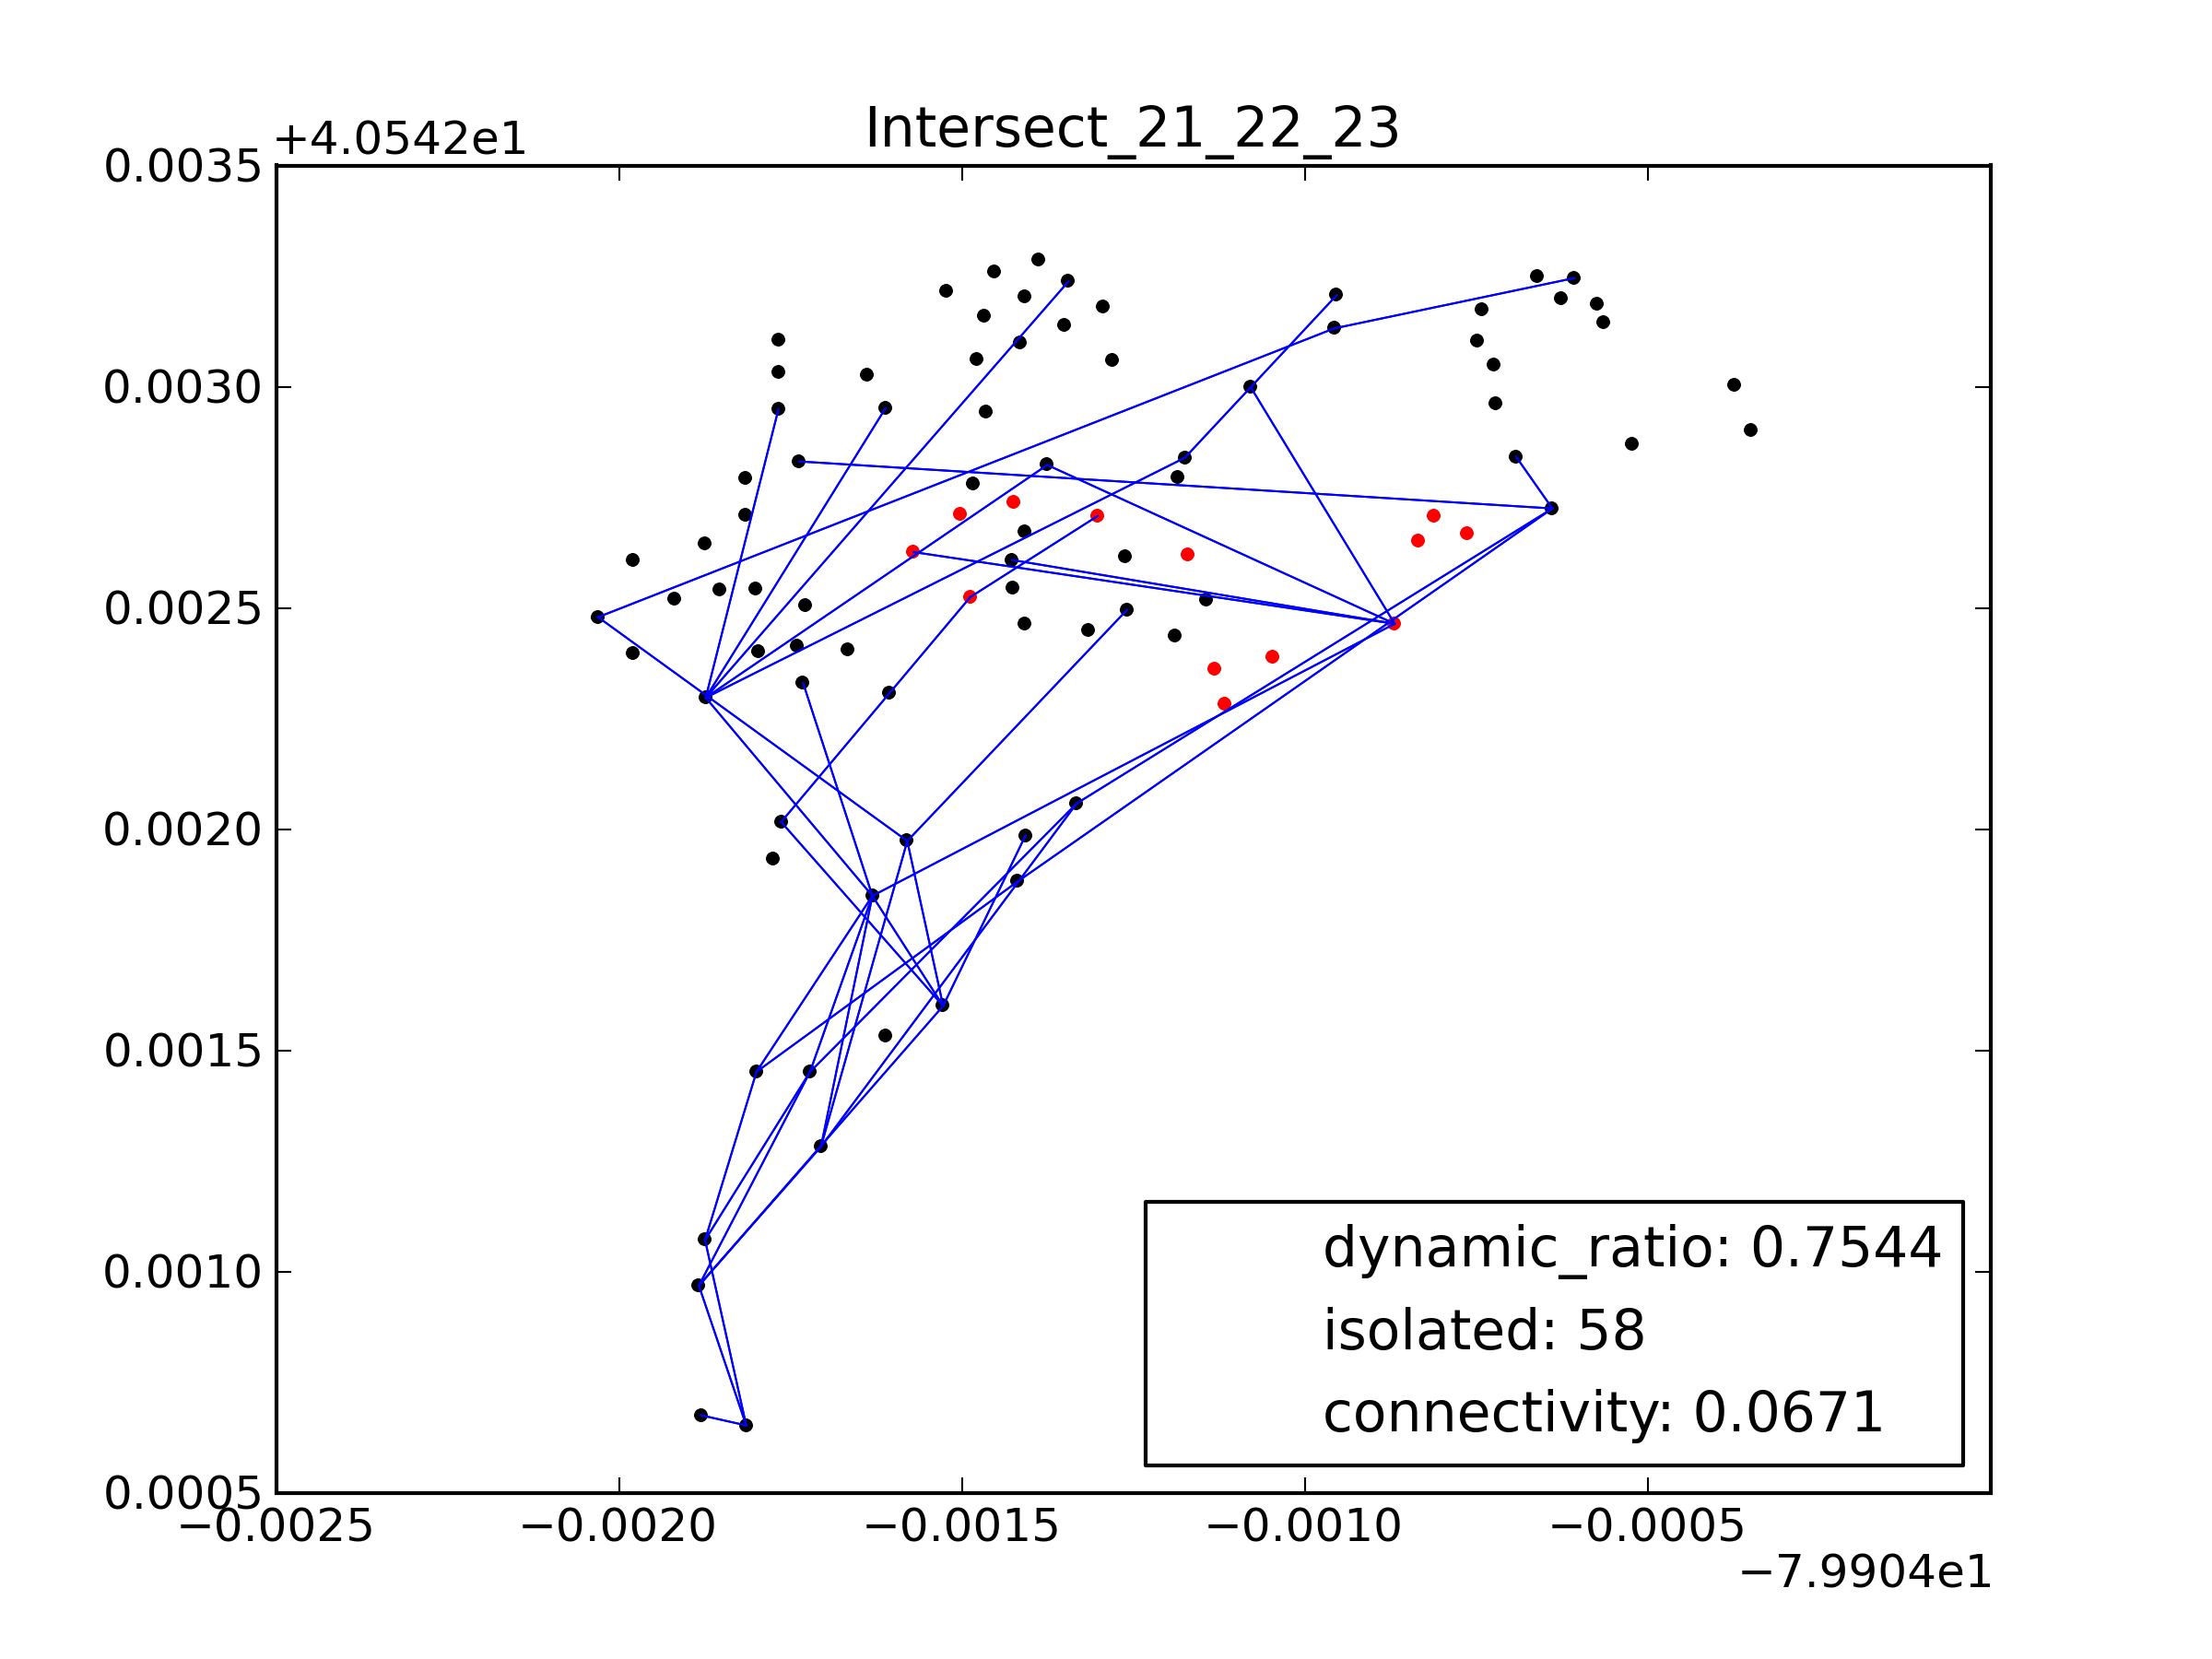 Intersect_21_22_23
+4.0542e1
0.0035
0.0030
0.0025
0.0020
0.0015
0.0010
0.0005
dynamic_ratio: 0.7544
isolated: 58
connectivity: 0.0671
−0.0025 −0.0020 −0.0015 −0.0010 −0.0005
−7.9904e1